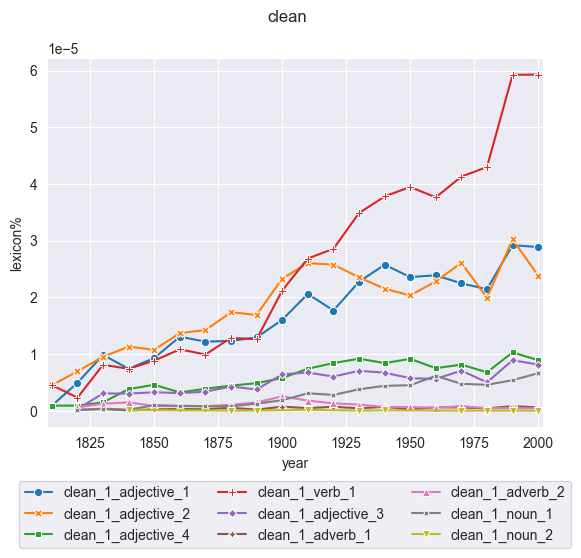 clean
1e−5
6
5
4
3
2
1
0
lexicon%
1825 1850 1875 1900 1925 1950 1975 2000
year
clean_1_adjective_1 clean_1_verb_1 clean_1_adverb_2
clean_1_adjective_2 clean_1_adjective_3 clean_1_noun_1
clean_1_adjective_4 clean_1_adverb_1 clean_1_noun_2